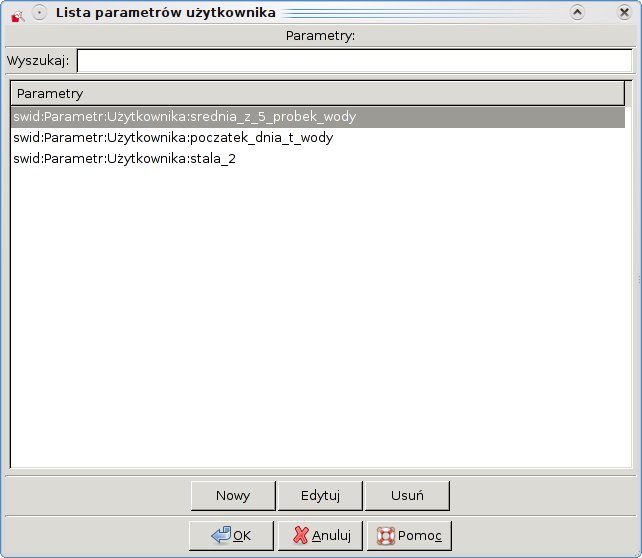 Lista parametrów użytkownika
Parametry:
Wyszukaj:
Parametry
swid:Parametr:Użytkownika:srednia_z_5_probek_wody
swid:Parametr:Użytkownika:poczatek_dnia_t_wody
swid:Parametr:Użytkownika:stala_2
Nowy Edytuj Usuń
OK Anuluj Pomoc